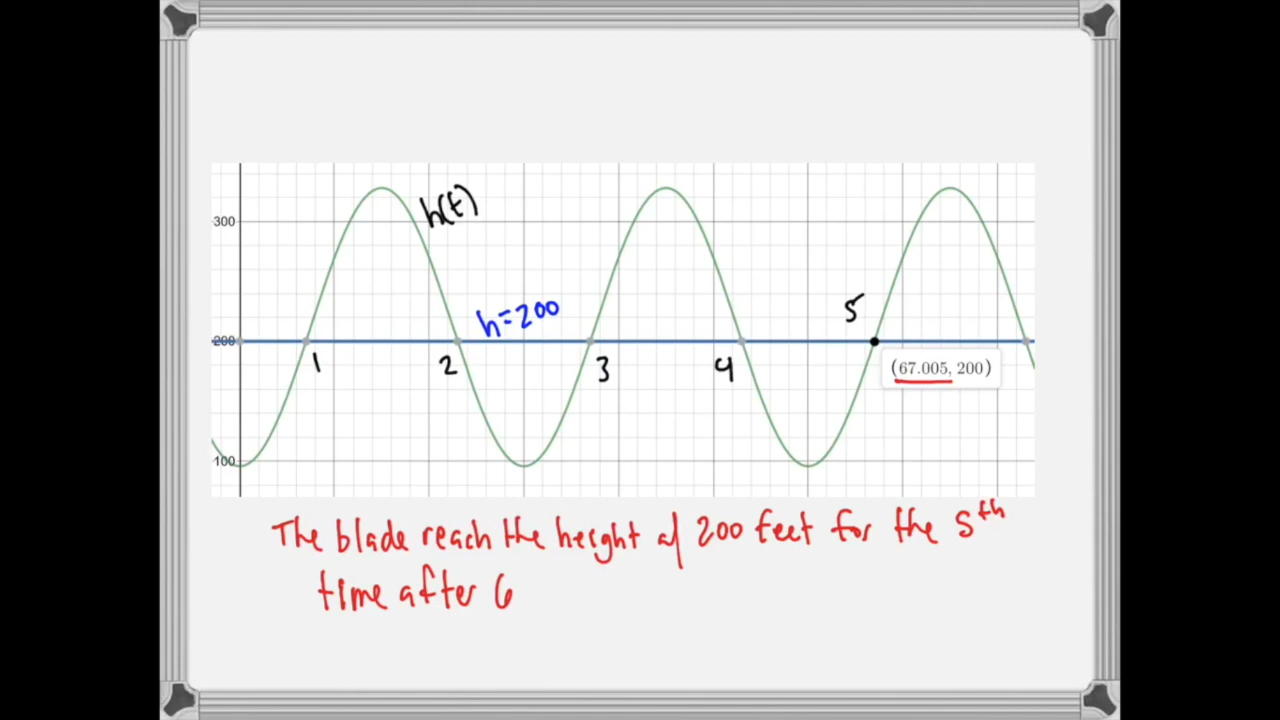 300
h(t)
h=200
5
200
1
2
3
4
(67.005, 200)
100
The blade reach the height of 200 feet for the 5th
time after 6